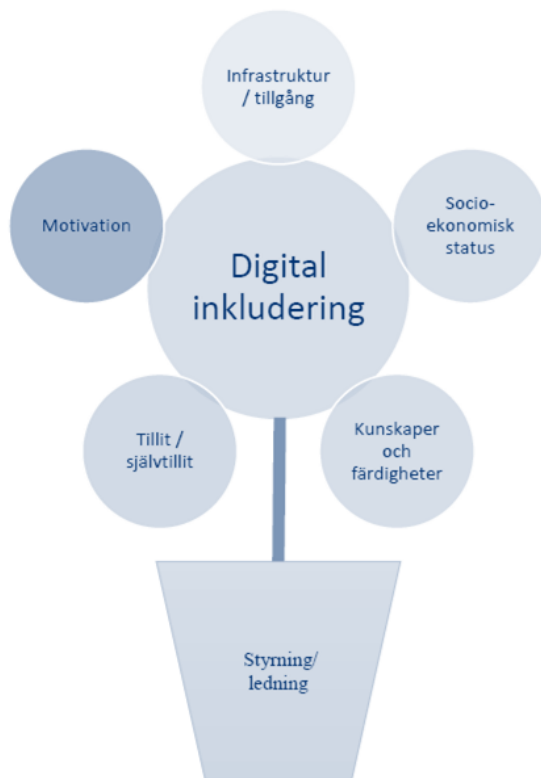 Infrastruktur
/ tillgång
Motivation
Socio-
ekonomisk
status
Digital
inkludering
Tillit /
självtillit
Kunskaper
och
färdigheter
Styrning/
ledning